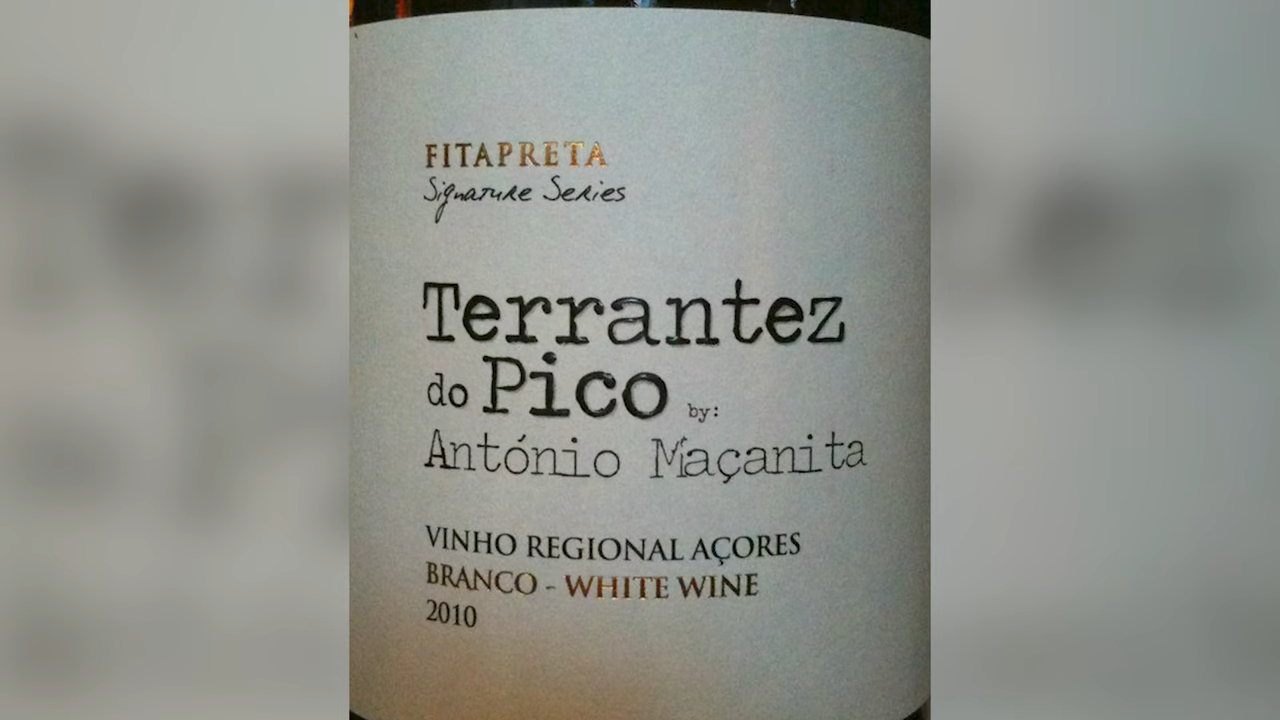 FITAPRETA
Signature Series
Terrantez
do Pico by:
António Maçanita
VINHO REGIONAL AÇORES
BRANCO - WHITE WINE
2010